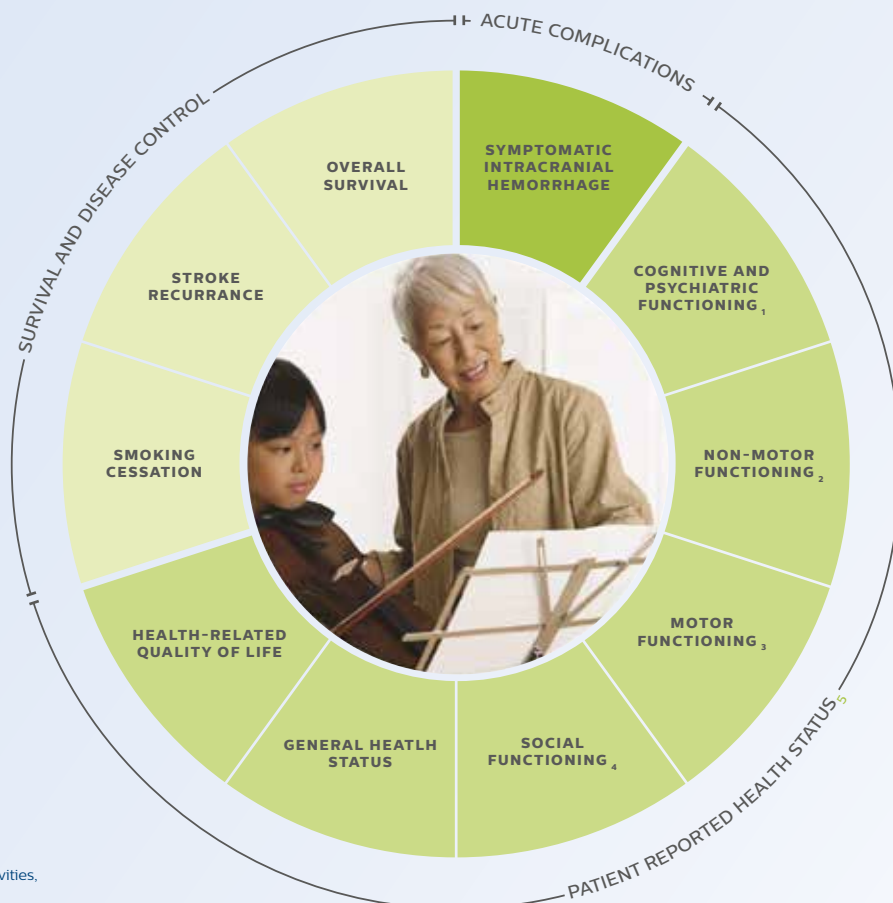 ACUTE COMPLICATIONS
SYMPTOMATIC
INTRACRANIAL
HEMORRHAGE
COGNITIVE AND
PSYCHIATRIC
FUNCTIONING 1
NON-MOTOR
FUNCTIONING 2
MOTOR
FUNCTIONING 3
SOCIAL
FUNCTIONING 4
GENERAL HEATLH
STATUS
HEALTH-RELATED
QUALITY OF LIFE
PATIENT REPORTED HEALTH STATUS 5
SMOKING
CESSATION
STROKE
RECURRANCE
OVERALL
SURVIVAL
SURVIVAL AND DISEASE CONTROL